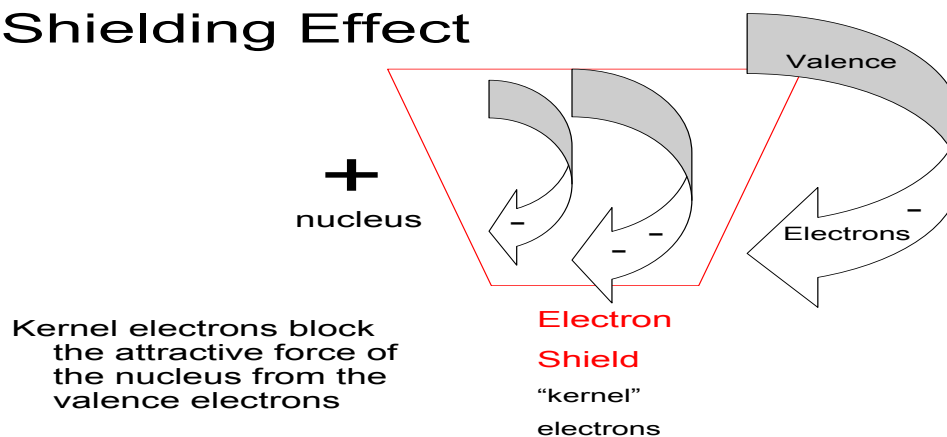 Shielding Effect
Valence
+
nucleus
-
- -
-
Electrons
Electron
Shield
“kernel”
electrons
Kernel electrons block
the attractive force of
the nucleus from the
valence electrons